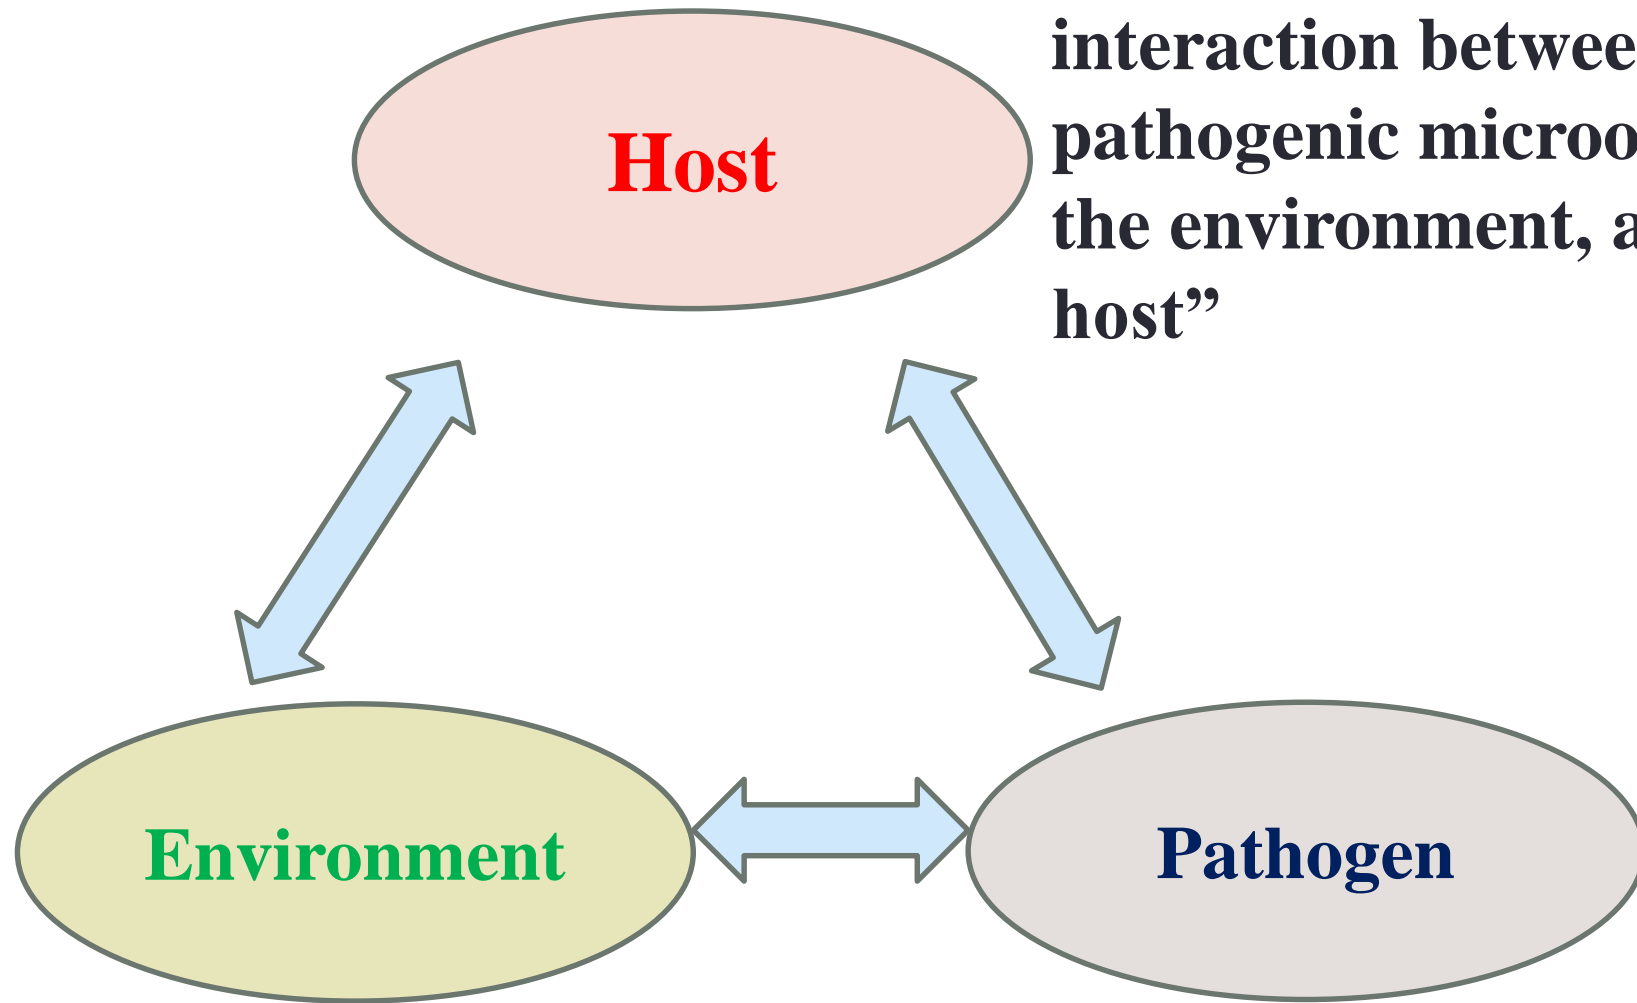 interaction betwee
pathogenic microo
the environment, a
host”
Host
Environment
Pathogen